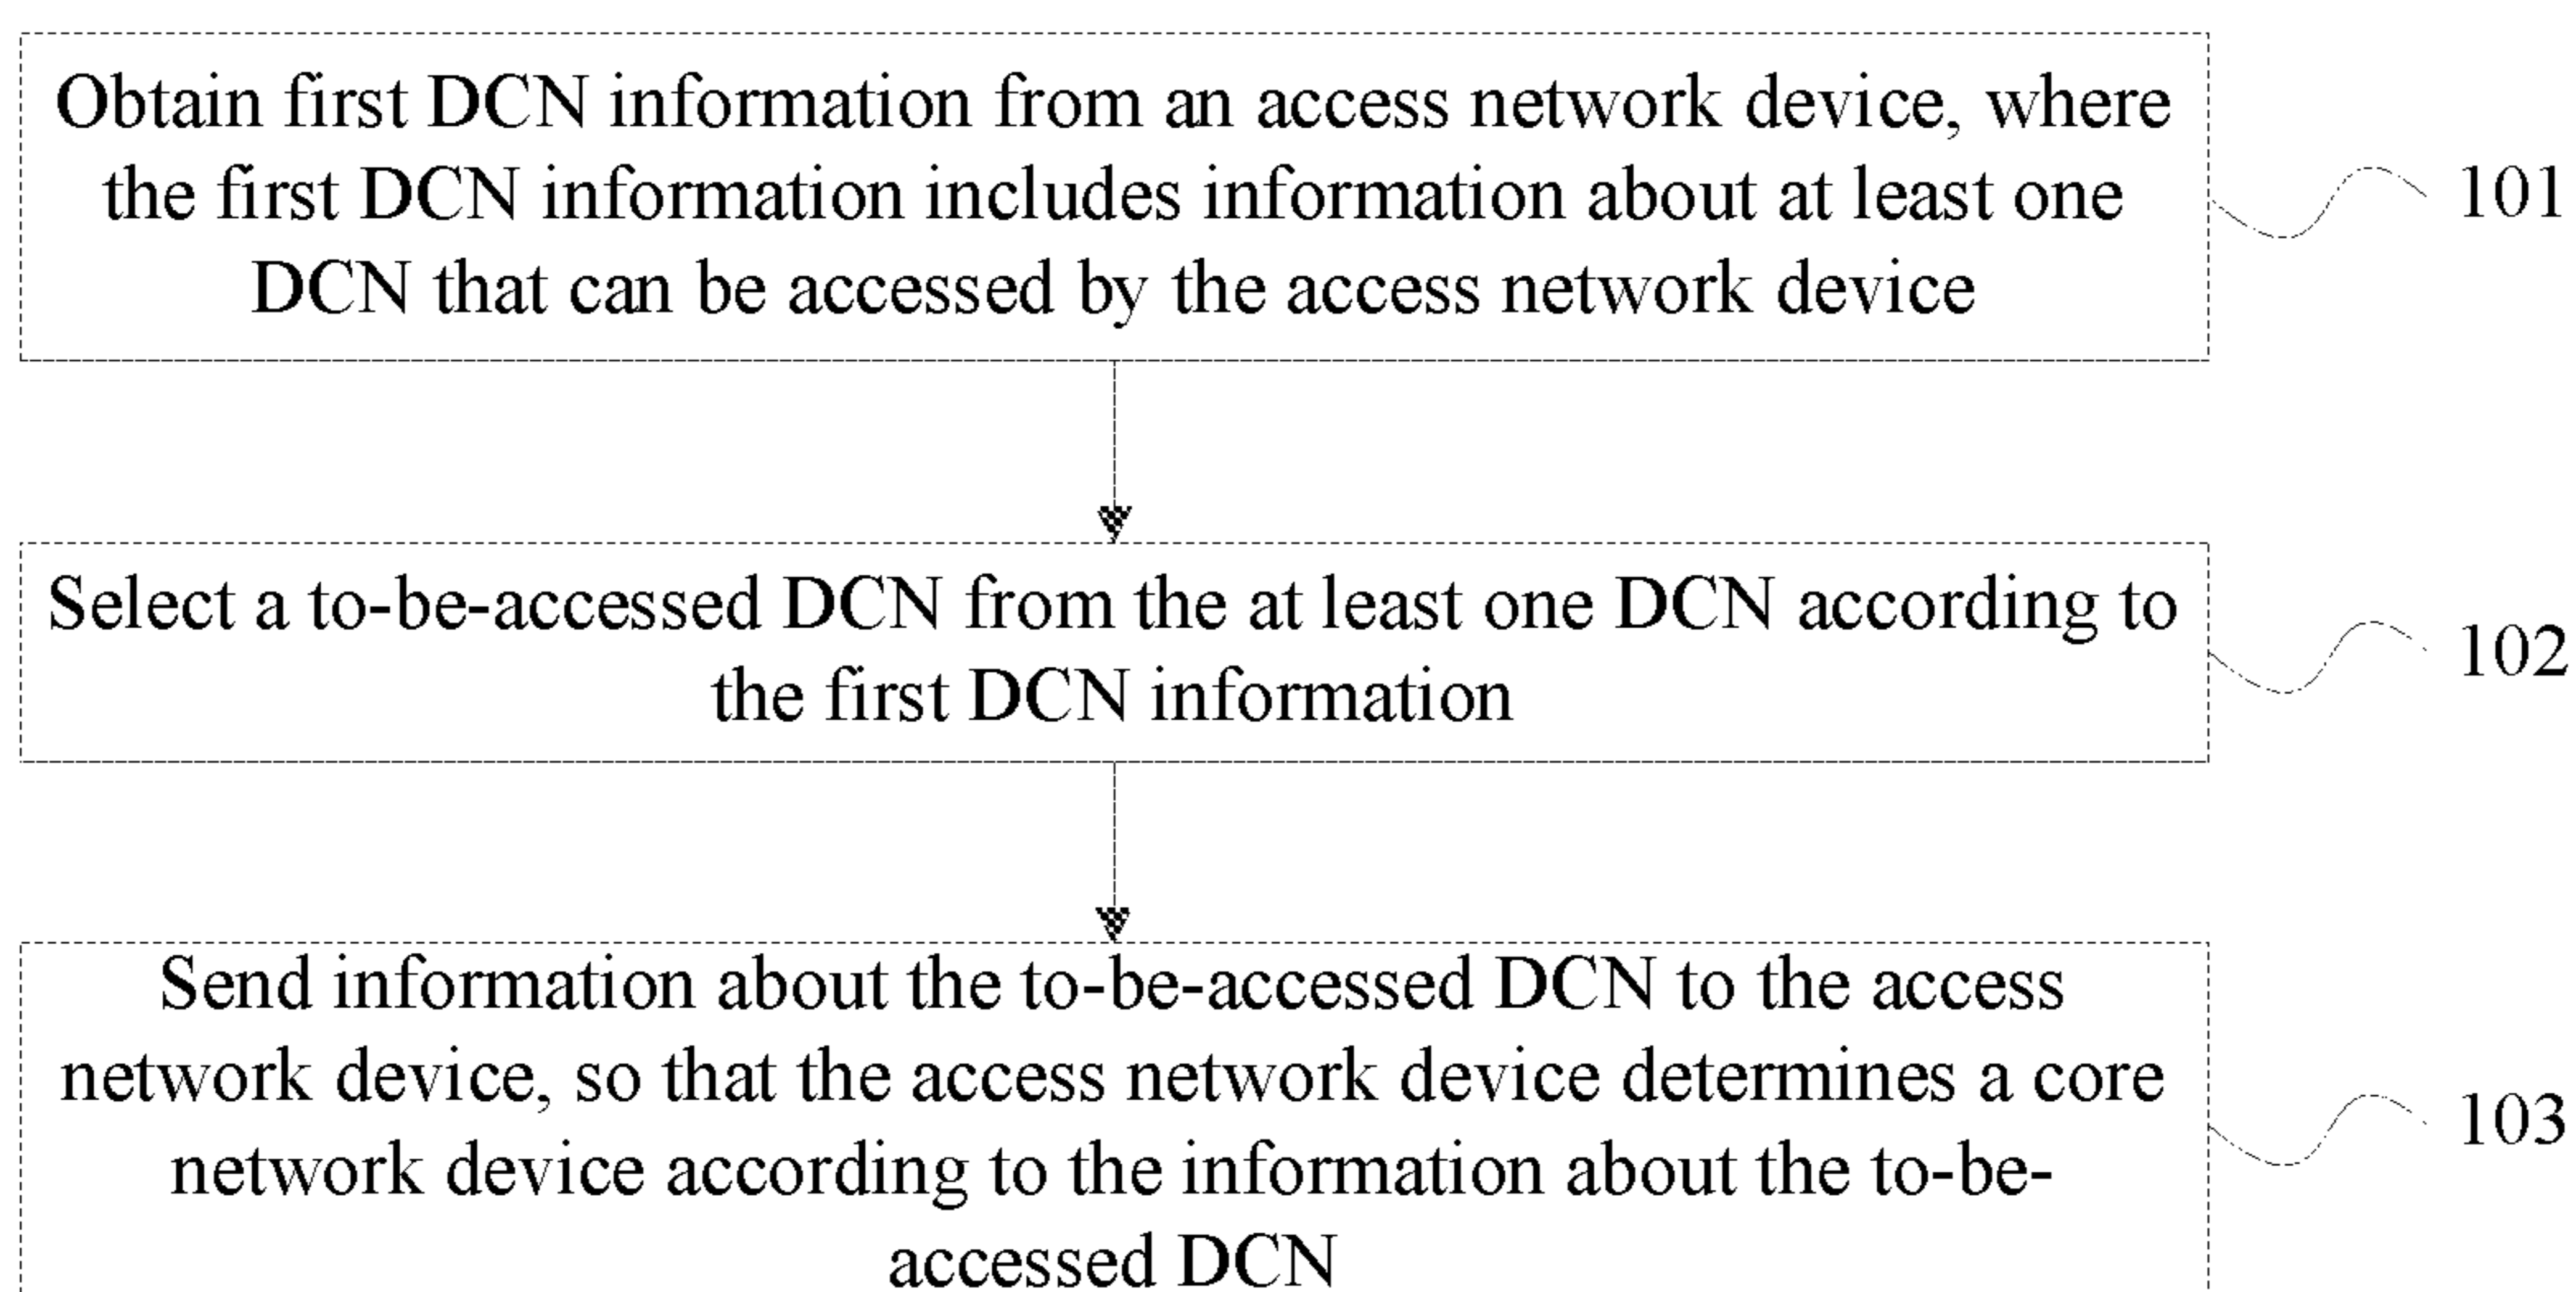 Obtain first DCN information from an access network device, where
the first DCN information includes information about at least one
DCN that can be accessed by the access network device
101
Select a to-be-accessed DCN from the at least one DCN according to
the first DCN information
102
Send information about the to-be-accessed DCN to the access
network device, so that the access network device determines a core
network device according to the information about the to-be-
accessed DCN
103